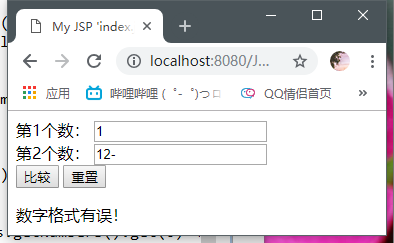 My JSP 'index.
localhost:8080/J...
应用
哔哩哔哩 (゜-゜)つロ
QQ情侣首页
»
第1个数: 1
第2个数: 12-
比较 重置
数字格式有误!